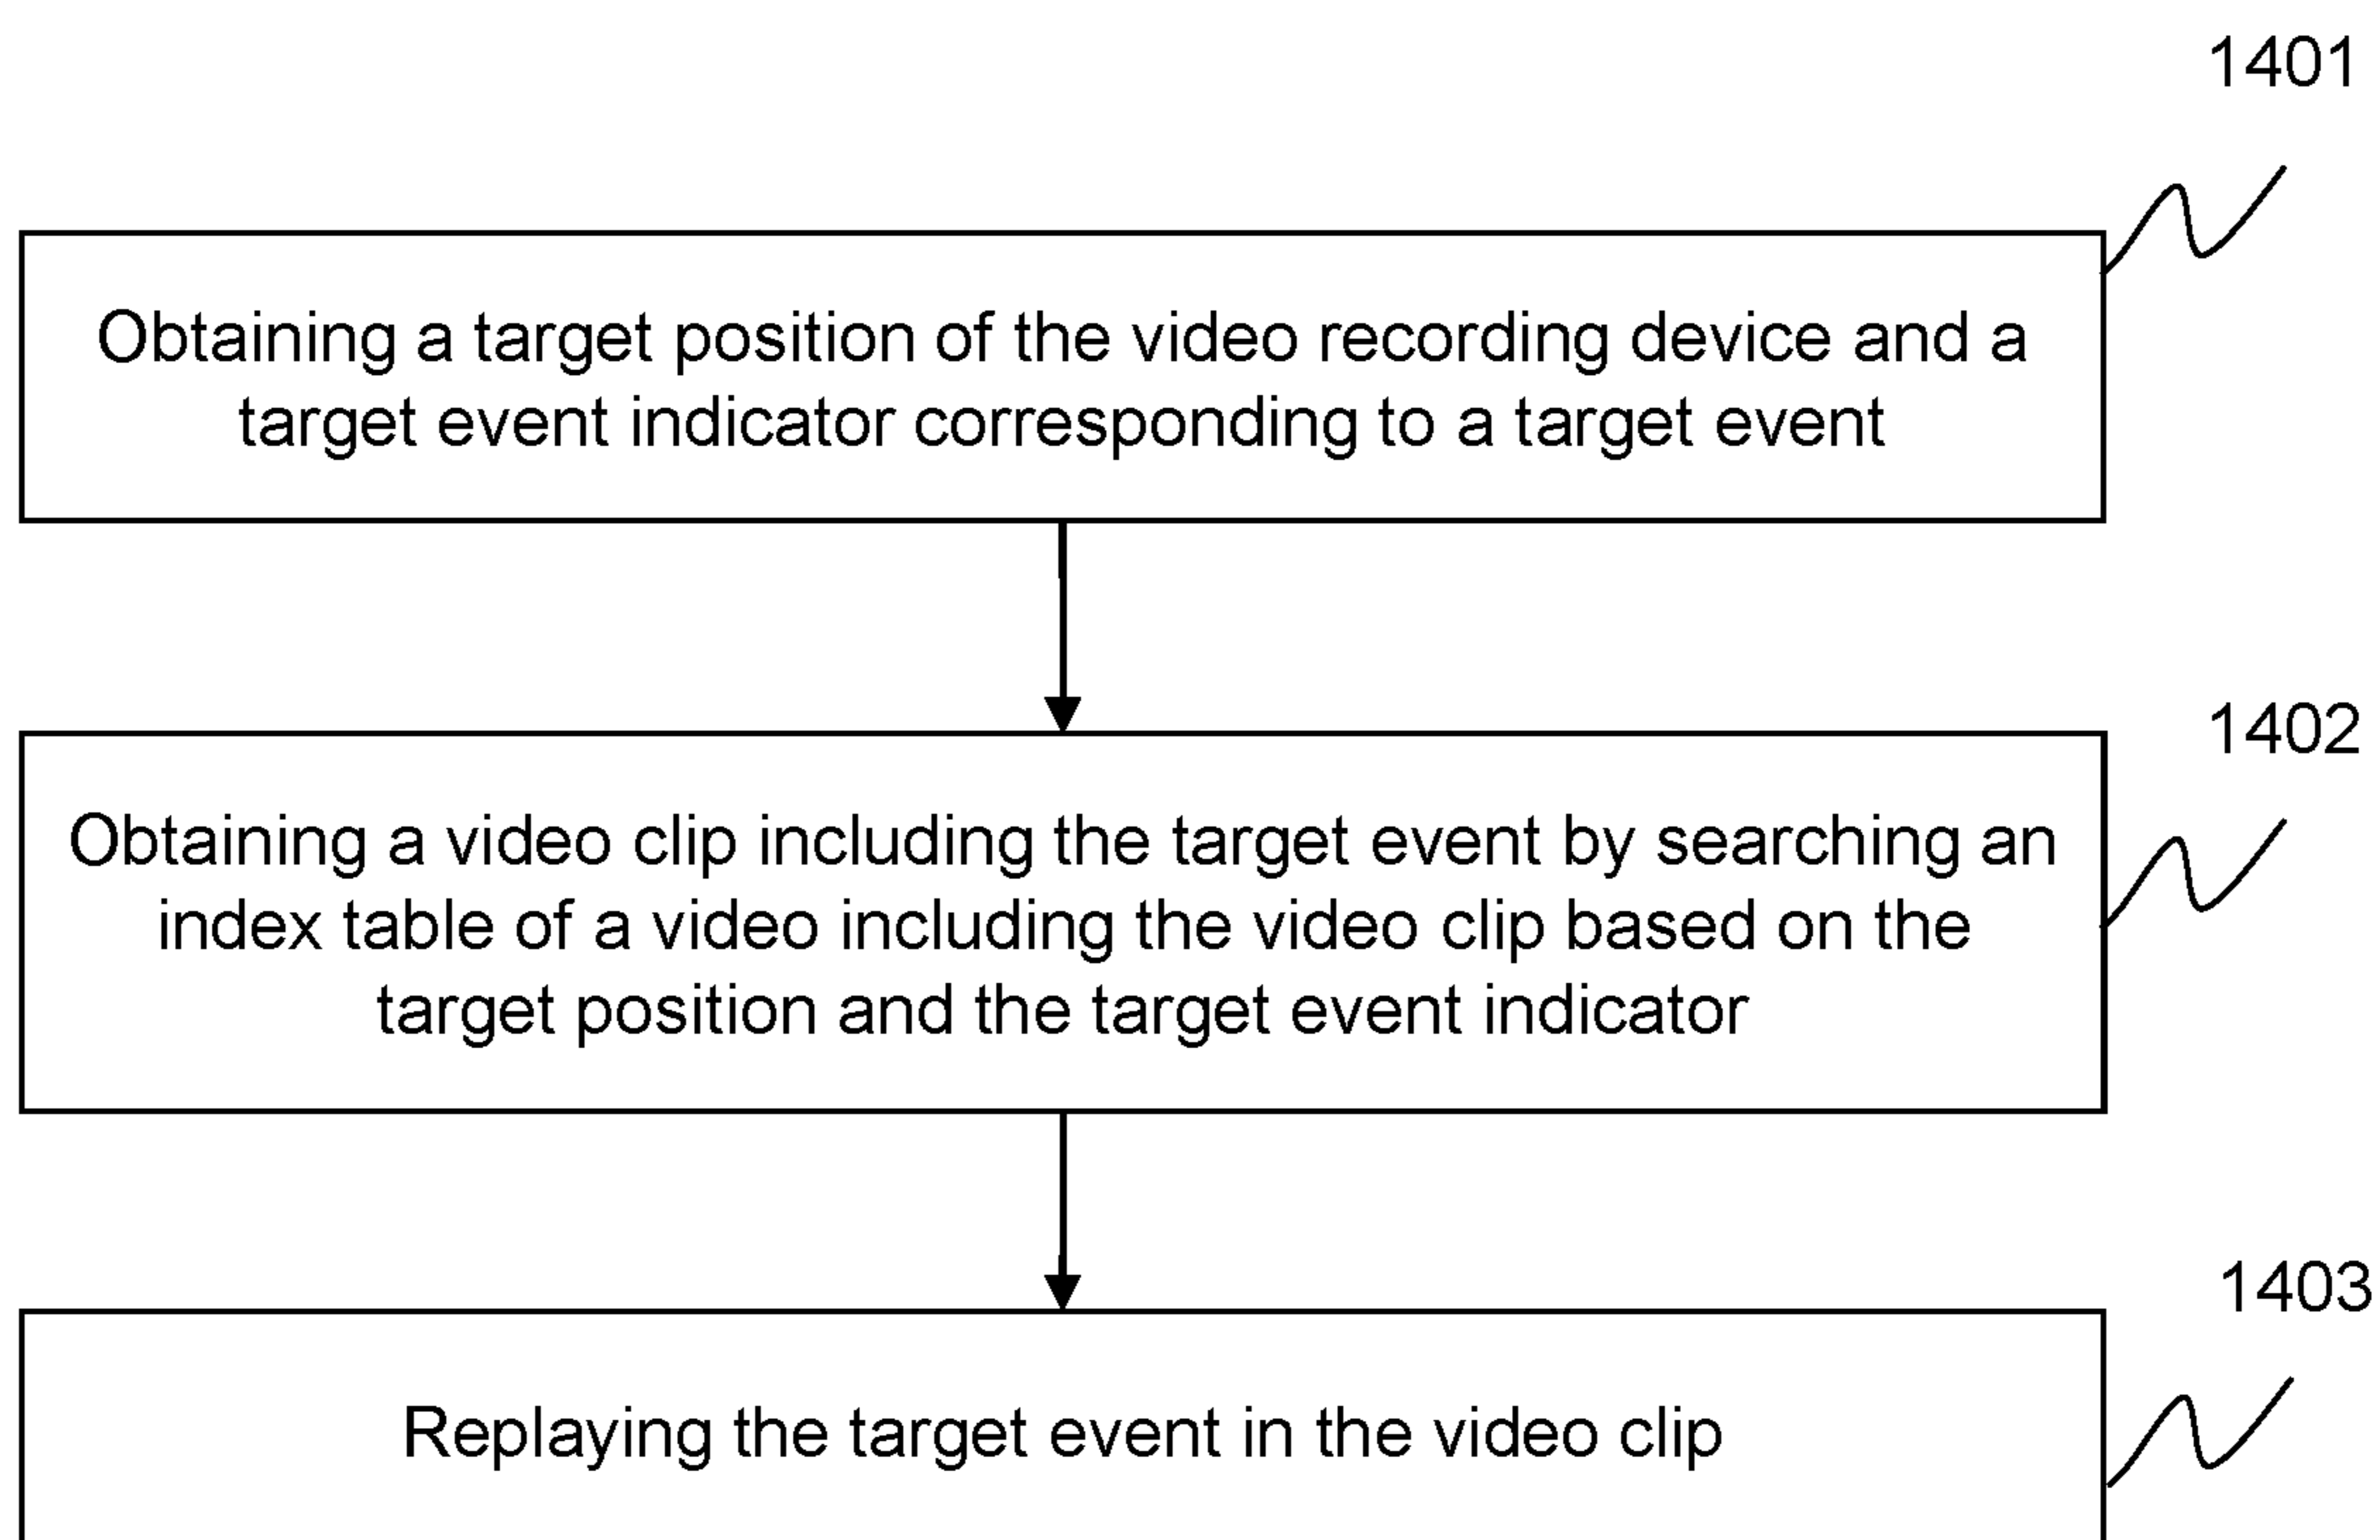 1401
Obtaining a target position of the video recording device and a
target event indicator corresponding to a target event
1402
Obtaining a video clip including the target event by searching an
index table of a video including the video clip based on the
target position and the target event indicator
1403
Replaying the target event in the video clip